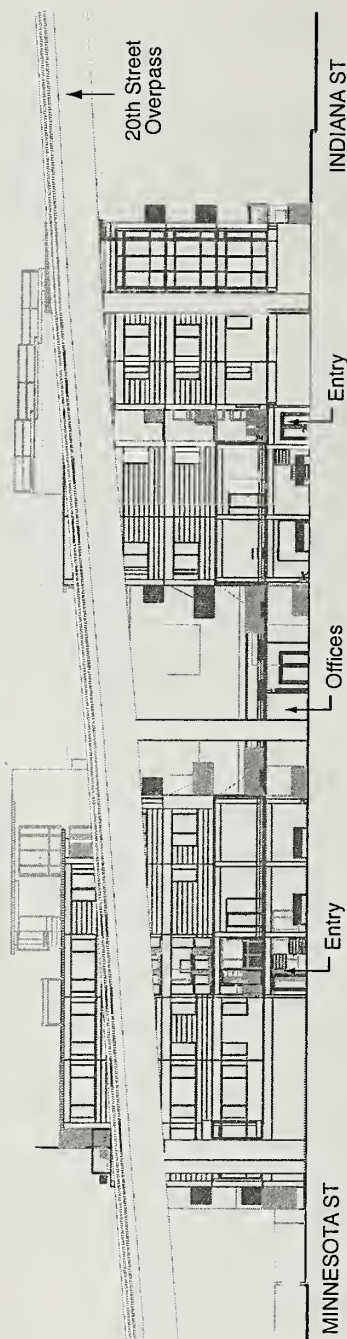 20th Street
Overpass
MINNESOTA ST
Entry
Offices
Entry
INDIANA ST